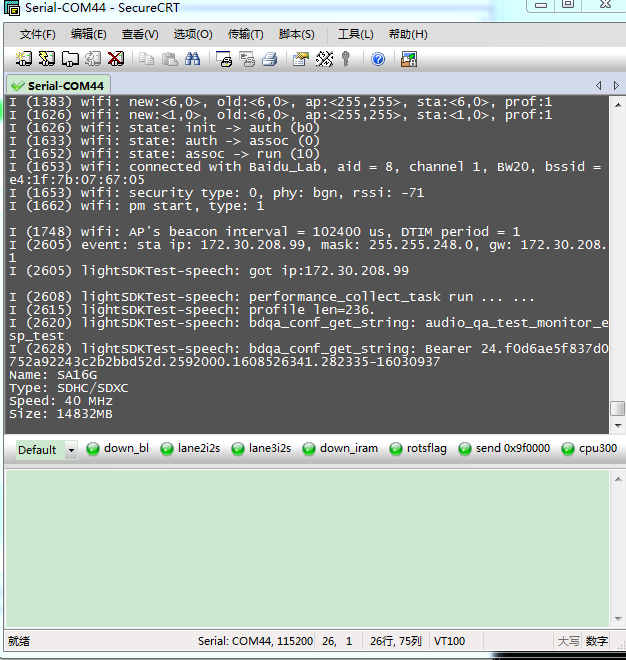 Serial-COM44 - SecureCRT
文件(F) 编辑(E) 查看(V) 选项(O) 传输(T) 脚本(S) 工具(L) 帮助(H)
Serial-COM44
I (1383) wifi: new:<6,0>, old:<6,0>, ap:<255,255>, sta:<6,0>, prof:1
I (1626) wifi: new:<1,0>, old:<6,0>, ap:<255,255>, sta:<1,0>, prof:1
I (1626) wifi: state: init -> auth (b0)
I (1633) wifi: state: auth -> assoc (0)
I (1652) wifi: state: assoc -> run (10)
I (1653) wifi: connected with Baidu_Lab, aid = 8, channel 1, BW20, bssid =
e4:1f:7b:07:67:05
I (1653) wifi: security type: 0, phy: bgn, rssi: -71
I (1662) wifi: pm start, type: 1
I (1748) wifi: AP's beacon interval = 102400 us, DTIM period = 1
I (2605) event: sta ip: 172.30.208.99, mask: 255.255.248.0, gw: 172.30.208.
1
I (2605) lightSDKTest-speech: got ip:172.30.208.99
I (2608) lightSDKTest-speech: performance_collect_task run ... ...
I (2615) lightSDKTest-speech: profile len=236.
I (2620) lightSDKTest-speech: bdqa_conf_get_string: audio_qa_test_monitor_e
sp_test
I (2628) lightSDKTest-speech: bdqa_conf_get_string: Bearer 24.f0d6ae5f837d0
752a92243c2b2bbd52d.2592000.1608526341.282335-16030937
Name: SA16G
Type: SDHC/SDXC
Speed: 40 MHz
Size: 14832MB
Default down_bl lane2i2s lane3i2s down_iram rotsflag send 0x9f0000 cpu300
就绪 Serial: COM44, 115200 26, 1 26行, 75列 VT100 大写 数字